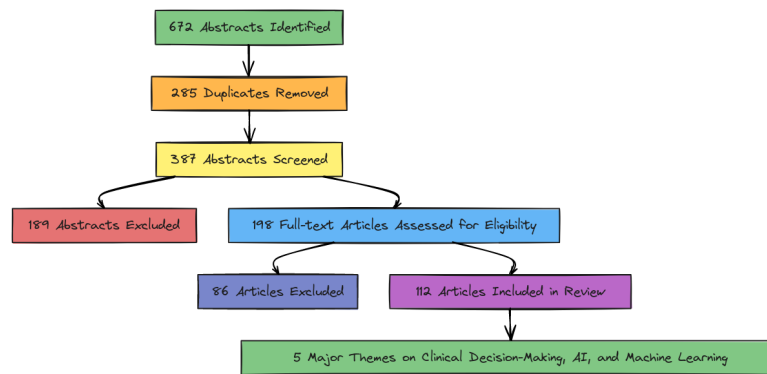 672 Abstracts Identified
285 Duplicates Removed
387 Abstracts Screened
189 Abstracts Excluded
198 Full-text Articles Assessed for Eligibility
86 Articles Excluded
112 Articles Included in Review
5 Major Themes on Clinical Decision-Making, AI, and Machine Learning